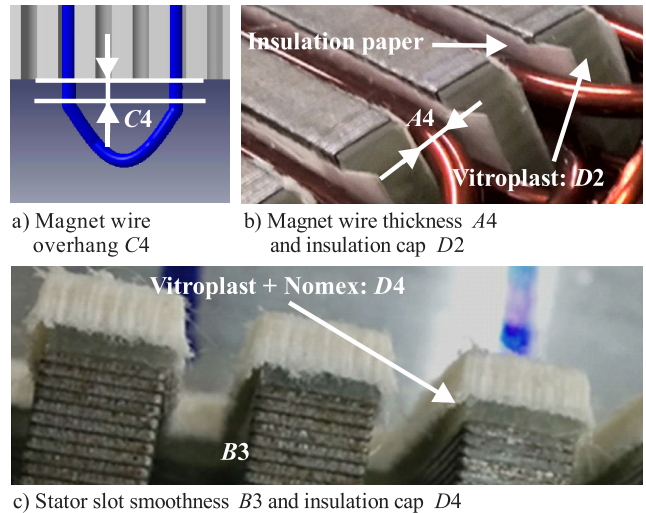 C4
a) Magnet wire
overhang C4
Insulation paper
A4
Vitroplast: D2
b) Magnet wire thickness A4
and insulation cap D2
Vitroplast + Nomex: D4
B3
c) Stator slot smoothness B3 and insulation cap D4